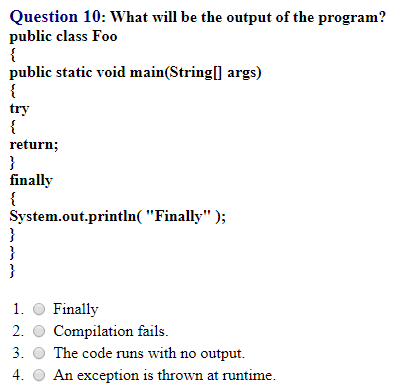 Question 10: What will be the output of the program?
public class Foo
{
public static void main(String[] args)
{
try
{
return;
}
finally
{
System.out.println( "Finally" );
}
}
}
1. Finally
2. Compilation fails.
3. The code runs with no output.
4. An exception is thrown at runtime.